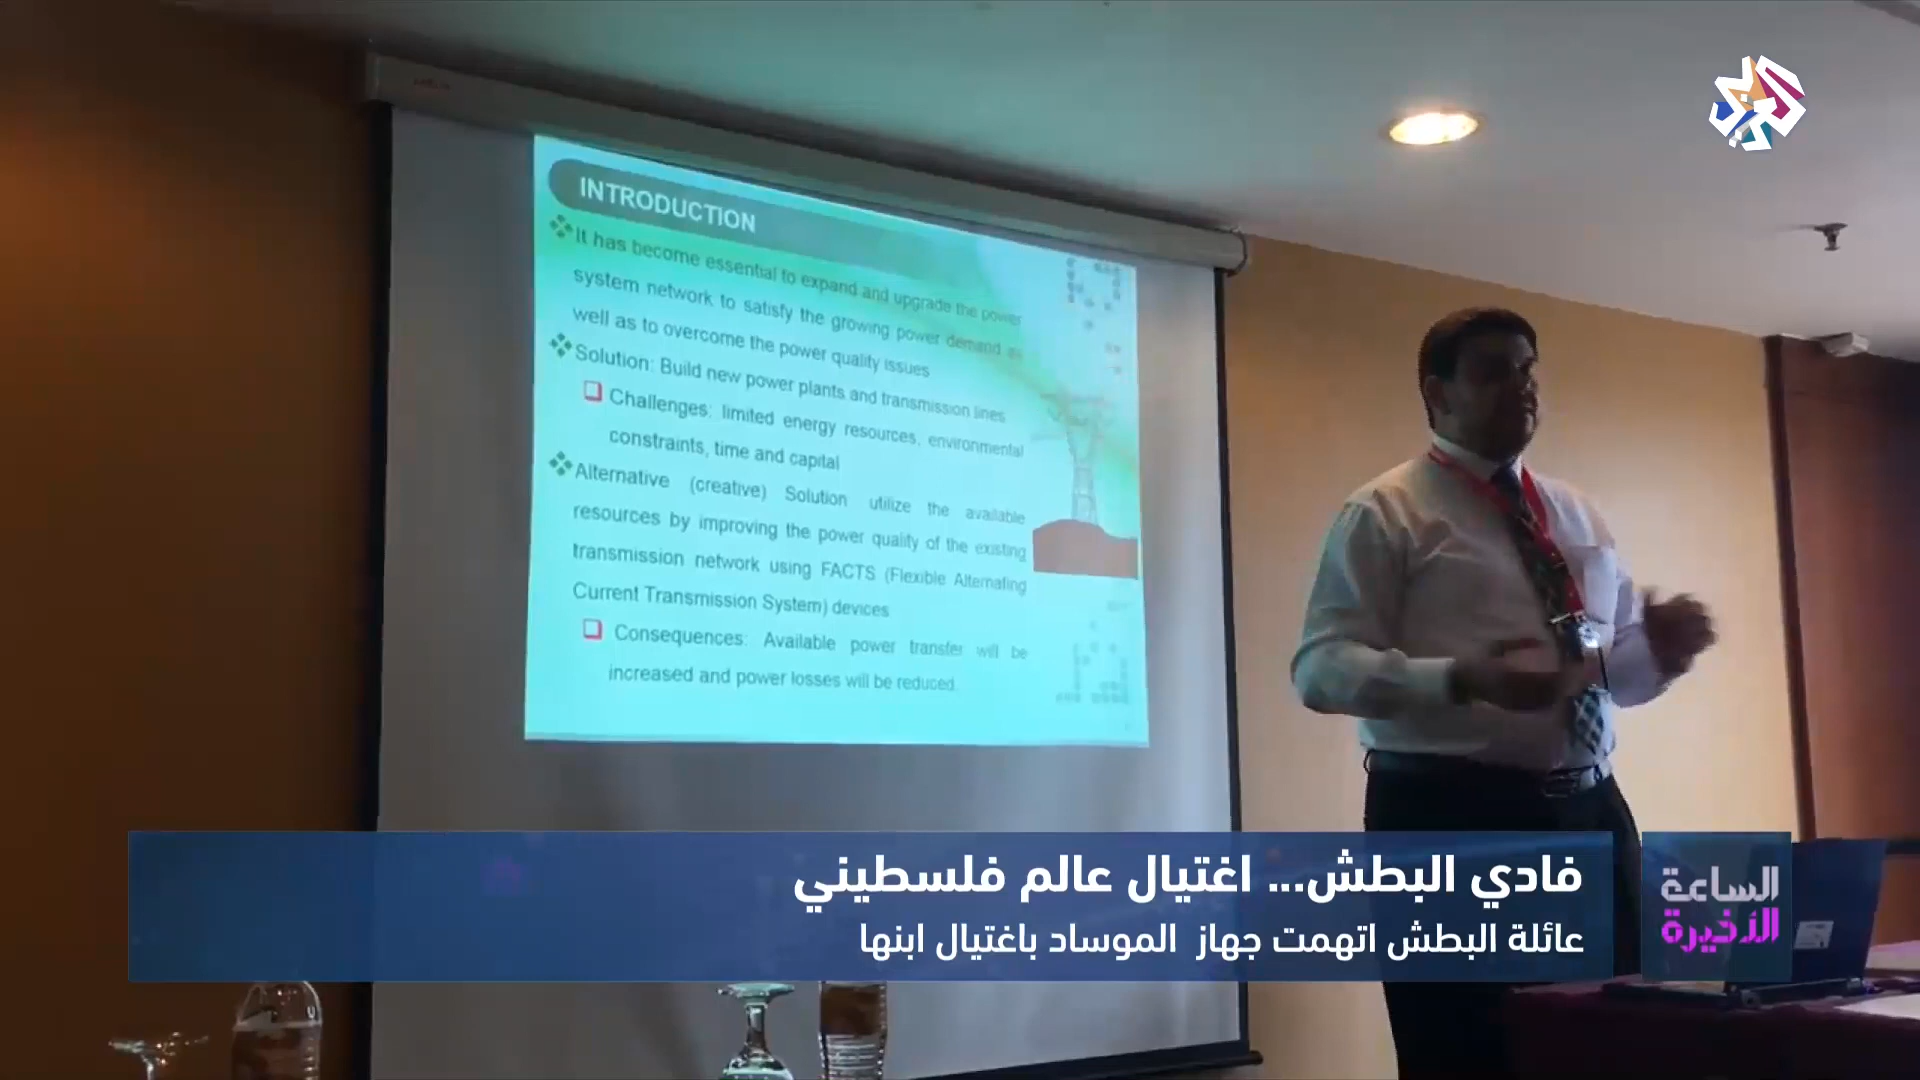 INTRODUCTION
It has become essential to expand and upgrade the power
system network to satisfy the growing power demand as
well as to overcome the power quality issues
Solution: Build new power plants and transmission lines
Challenges: limited energy resources, environmental
constraints, time and capital
Alternative (creative) Solution utilize the available
resources by improving the power quality of the existing
transmission network using FACTS (Flexible Alternating
Current Transmission System) devices
Consequences: Available power transfer will be
increased and power losses will be reduced.
فادي البطش... اغتيال عالم فلسطيني
عائلة البطش اتهمت جهاز الموساد باغتيال ابنها
الساعة
الأخيرة